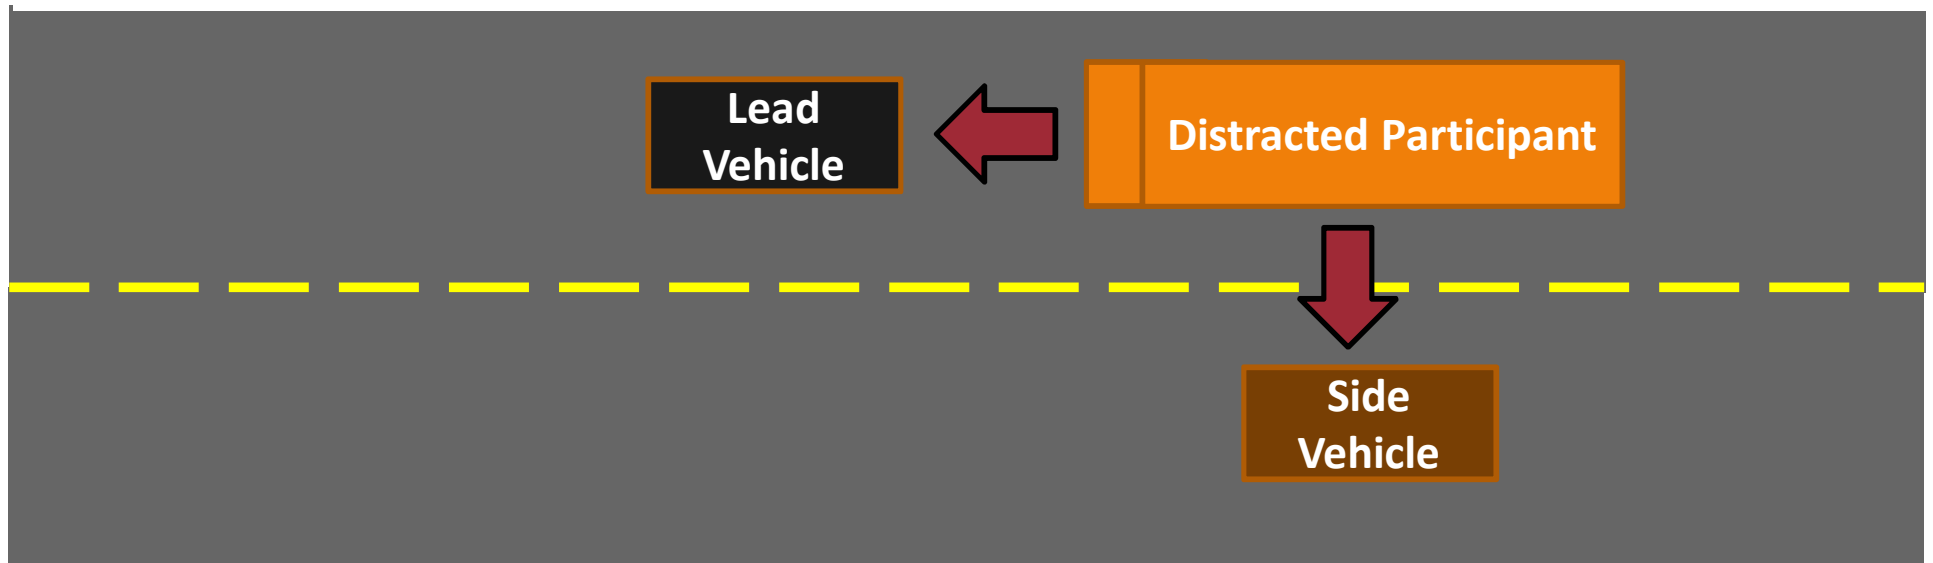 Lead
Vehicle
Distracted Participant
Side
Vehicle